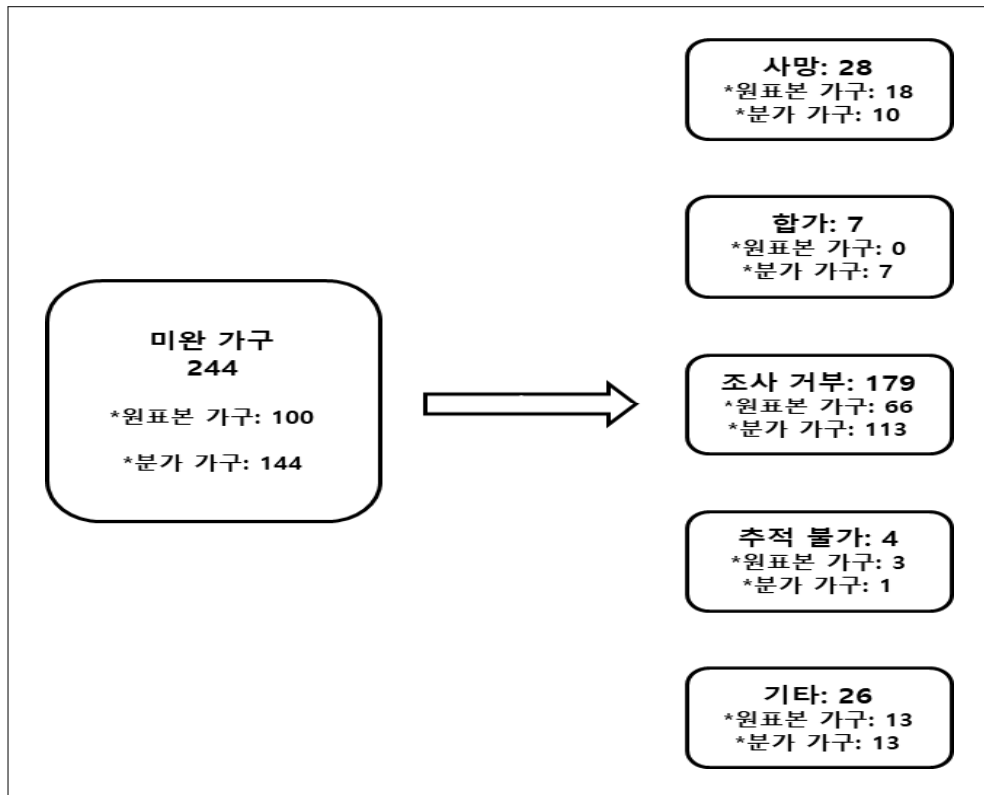 미완 가구
244
*원표본 가구: 100
*분가 가구: 144
사망: 28
*원표본 가구: 18
*분가 가구: 10
합가: 7
*원표본 가구: 0
*분가 가구: 7
조사 거부: 179
*원표본 가구: 66
*분가 가구: 113
추적 불가: 4
*원표본 가구: 3
*분가 가구: 1
기타: 26
*원표본 가구: 13
*분가 가구: 13